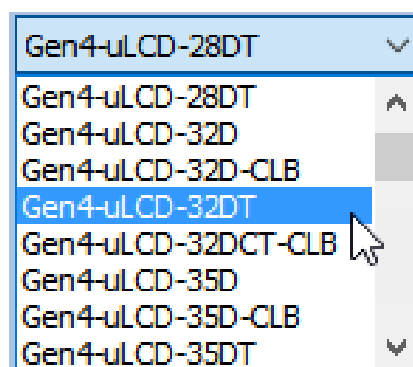 Gen4-uLCD-28DT
Gen4-uLCD-28DT
Gen4-uLCD-32D
Gen4-uLCD-32D-CLB
Gen4-uLCD-32DT
Gen4-uLCD-32DCT-CLB
Gen4-uLCD-35D
Gen4-uLCD-35D-CLB
Gen4-uLCD-35DT